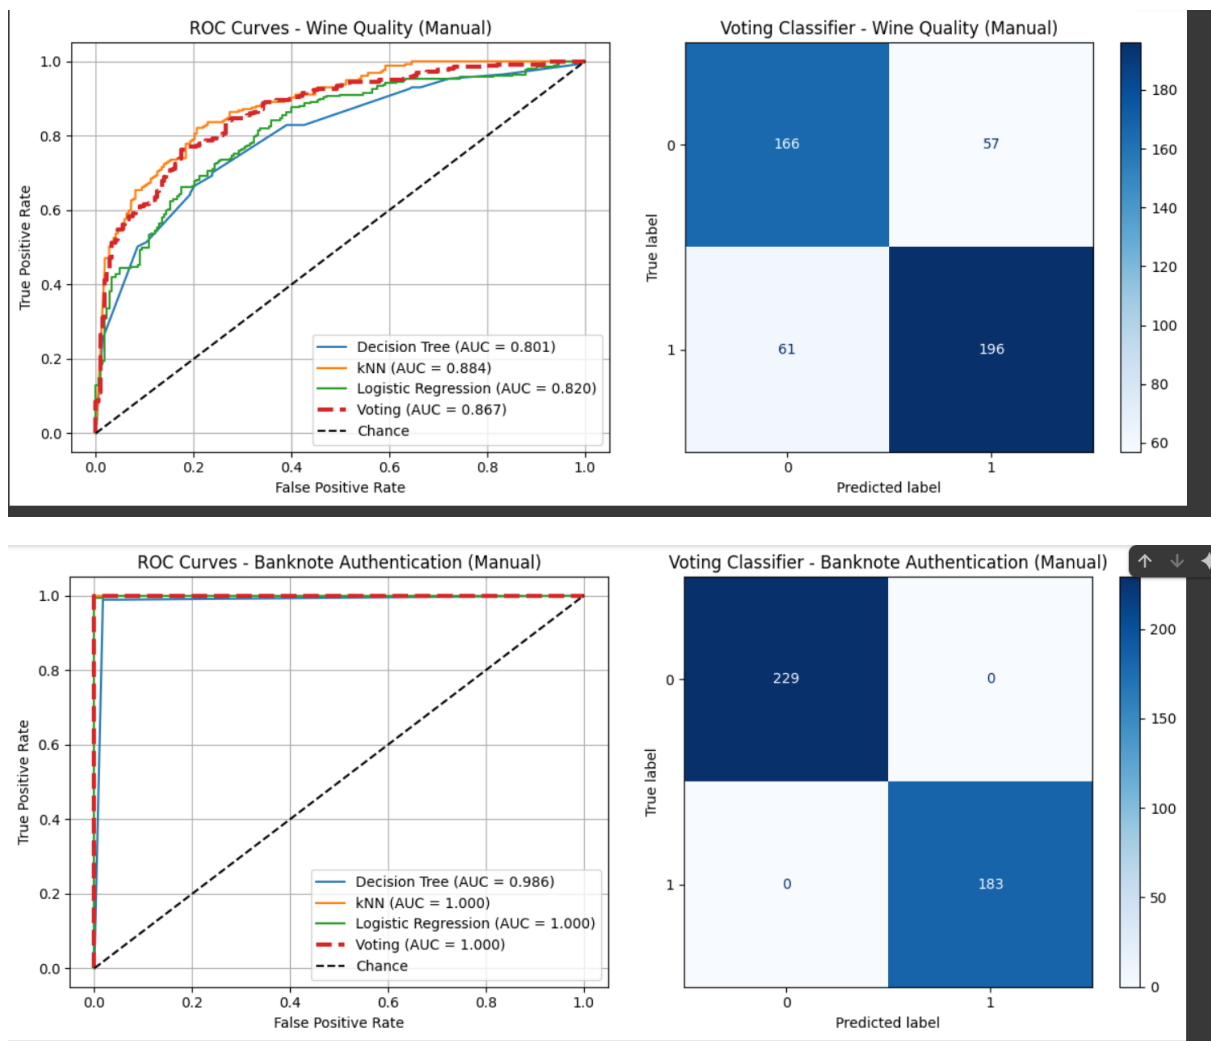 ROC Curves - Wine Quality (Manual)
True Positive Rate
1.0
0.8
0.6
0.4
0.2
0.0
Decision Tree (AUC = 0.801)
kNN (AUC = 0.884)
Logistic Regression (AUC = 0.820)
Voting (AUC = 0.867)
Chance
0.0 0.2 0.4 0.6 0.8 1.0
False Positive Rate
Voting Classifier - Wine Quality (Manual)
True label
0
166 57
1
61 196
0 1
Predicted label
180
160
140
120
100
80
60
ROC Curves - Banknote Authentication (Manual)
True Positive Rate
1.0
0.8
0.6
0.4
0.2
0.0
Decision Tree (AUC = 0.986)
kNN (AUC = 1.000)
Logistic Regression (AUC = 1.000)
Voting (AUC = 1.000)
Chance
0.0 0.2 0.4 0.6 0.8 1.0
False Positive Rate
Voting Classifier - Banknote Authentication (Manual)
True label
0
229 0
1
0 183
0 1
Predicted label
200
150
100
50
0